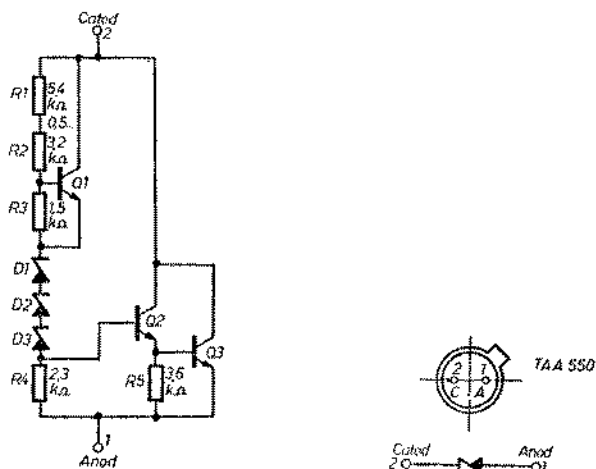 Catod
2
R1
5,4
kΩ
0,5...
R2
3,2
kΩ
Q1
R3
1,5
kΩ
D1
D2
D3
Q2
Q3
R4
2,3
kΩ
R5
3,6
kΩ
1
Anod
2 1
C A
TAA 550
Catod Anod
2 1